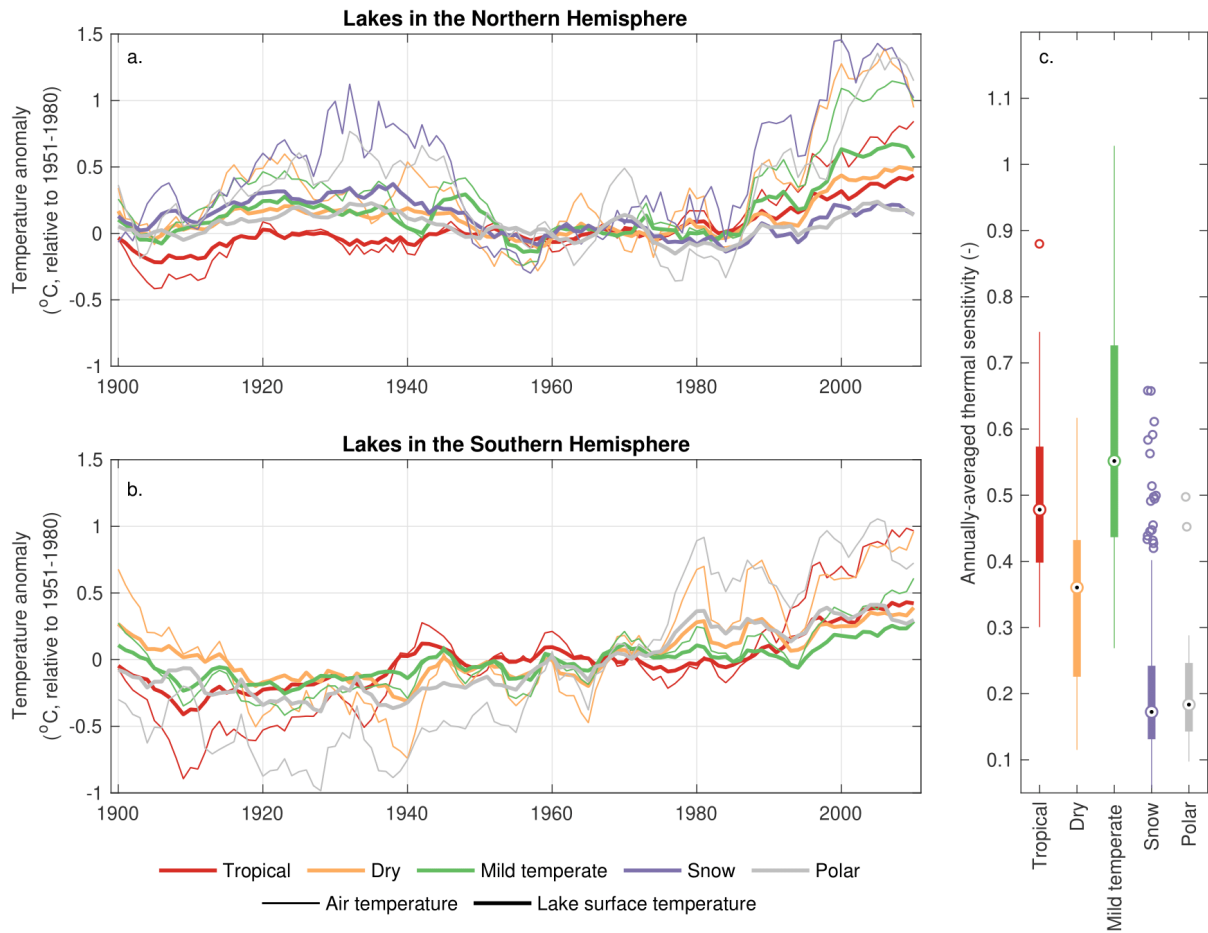 Lakes in the Northern Hemisphere
a.
Temperature anomaly
(°C, relative to 1951-1980)
1.5
1
0.5
0
-0.5
-1
1900 1920 1940 1960 1980 2000
Lakes in the Southern Hemisphere
b.
Temperature anomaly
(°C, relative to 1951-1980)
1.5
1
0.5
0
-0.5
-1
1900 1920 1940 1960 1980 2000
Tropical Dry Mild temperate Snow Polar
Air temperature Lake surface temperature
c.
Annually-averaged thermal sensitivity (-)
1.1
1
0.9
0.8
0.7
0.6
0.5
0.4
0.3
0.2
0.1
Tropical
Dry
Mild temperate
Snow
Polar